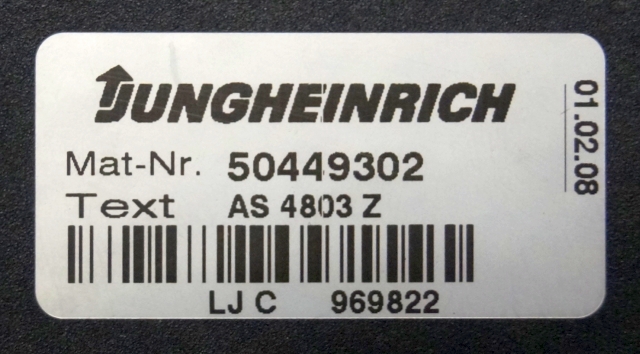 JUNGHEINRICH
Mat-Nr. 50449302
Text AS 4803 Z
LJ C 969822
01.02.08